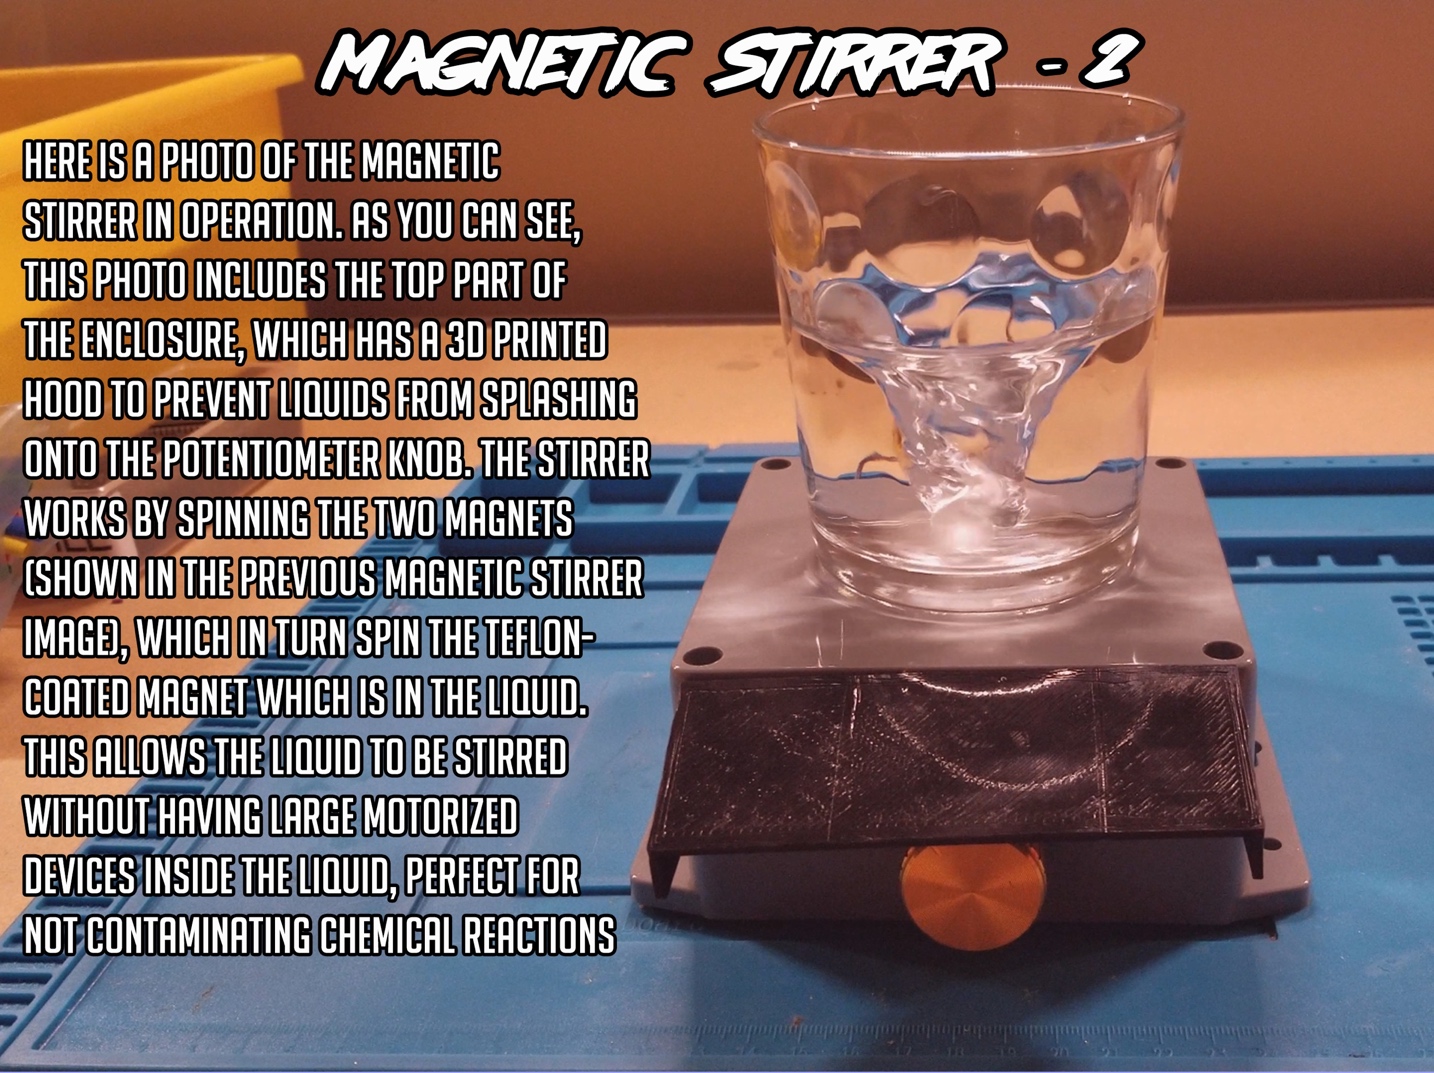 MAGNETIC STIRRER - 2
HERE IS A PHOTO OF THE MAGNETIC
STIRRER IN OPERATION. AS YOU CAN SEE,
THIS PHOTO INCLUDES THE TOP PART OF
THE ENCLOSURE, WHICH HAS A 3D PRINTED
HOOD TO PREVENT LIQUIDS FROM SPLASHING
ONTO THE POTENTIOMETER KNOB. THE STIRRER
WORKS BY SPINNING THE TWO MAGNETS
(SHOWN IN THE PREVIOUS MAGNETIC STIRRER
IMAGE), WHICH IN TURN SPIN THE TEFLON-
COATED MAGNET WHICH IS IN THE LIQUID.
THIS ALLOWS THE LIQUID TO BE STIRRED
WITHOUT HAVING LARGE MOTORIZED
DEVICES INSIDE THE LIQUID, PERFECT FOR
NOT CONTAMINATING CHEMICAL REACTIONS